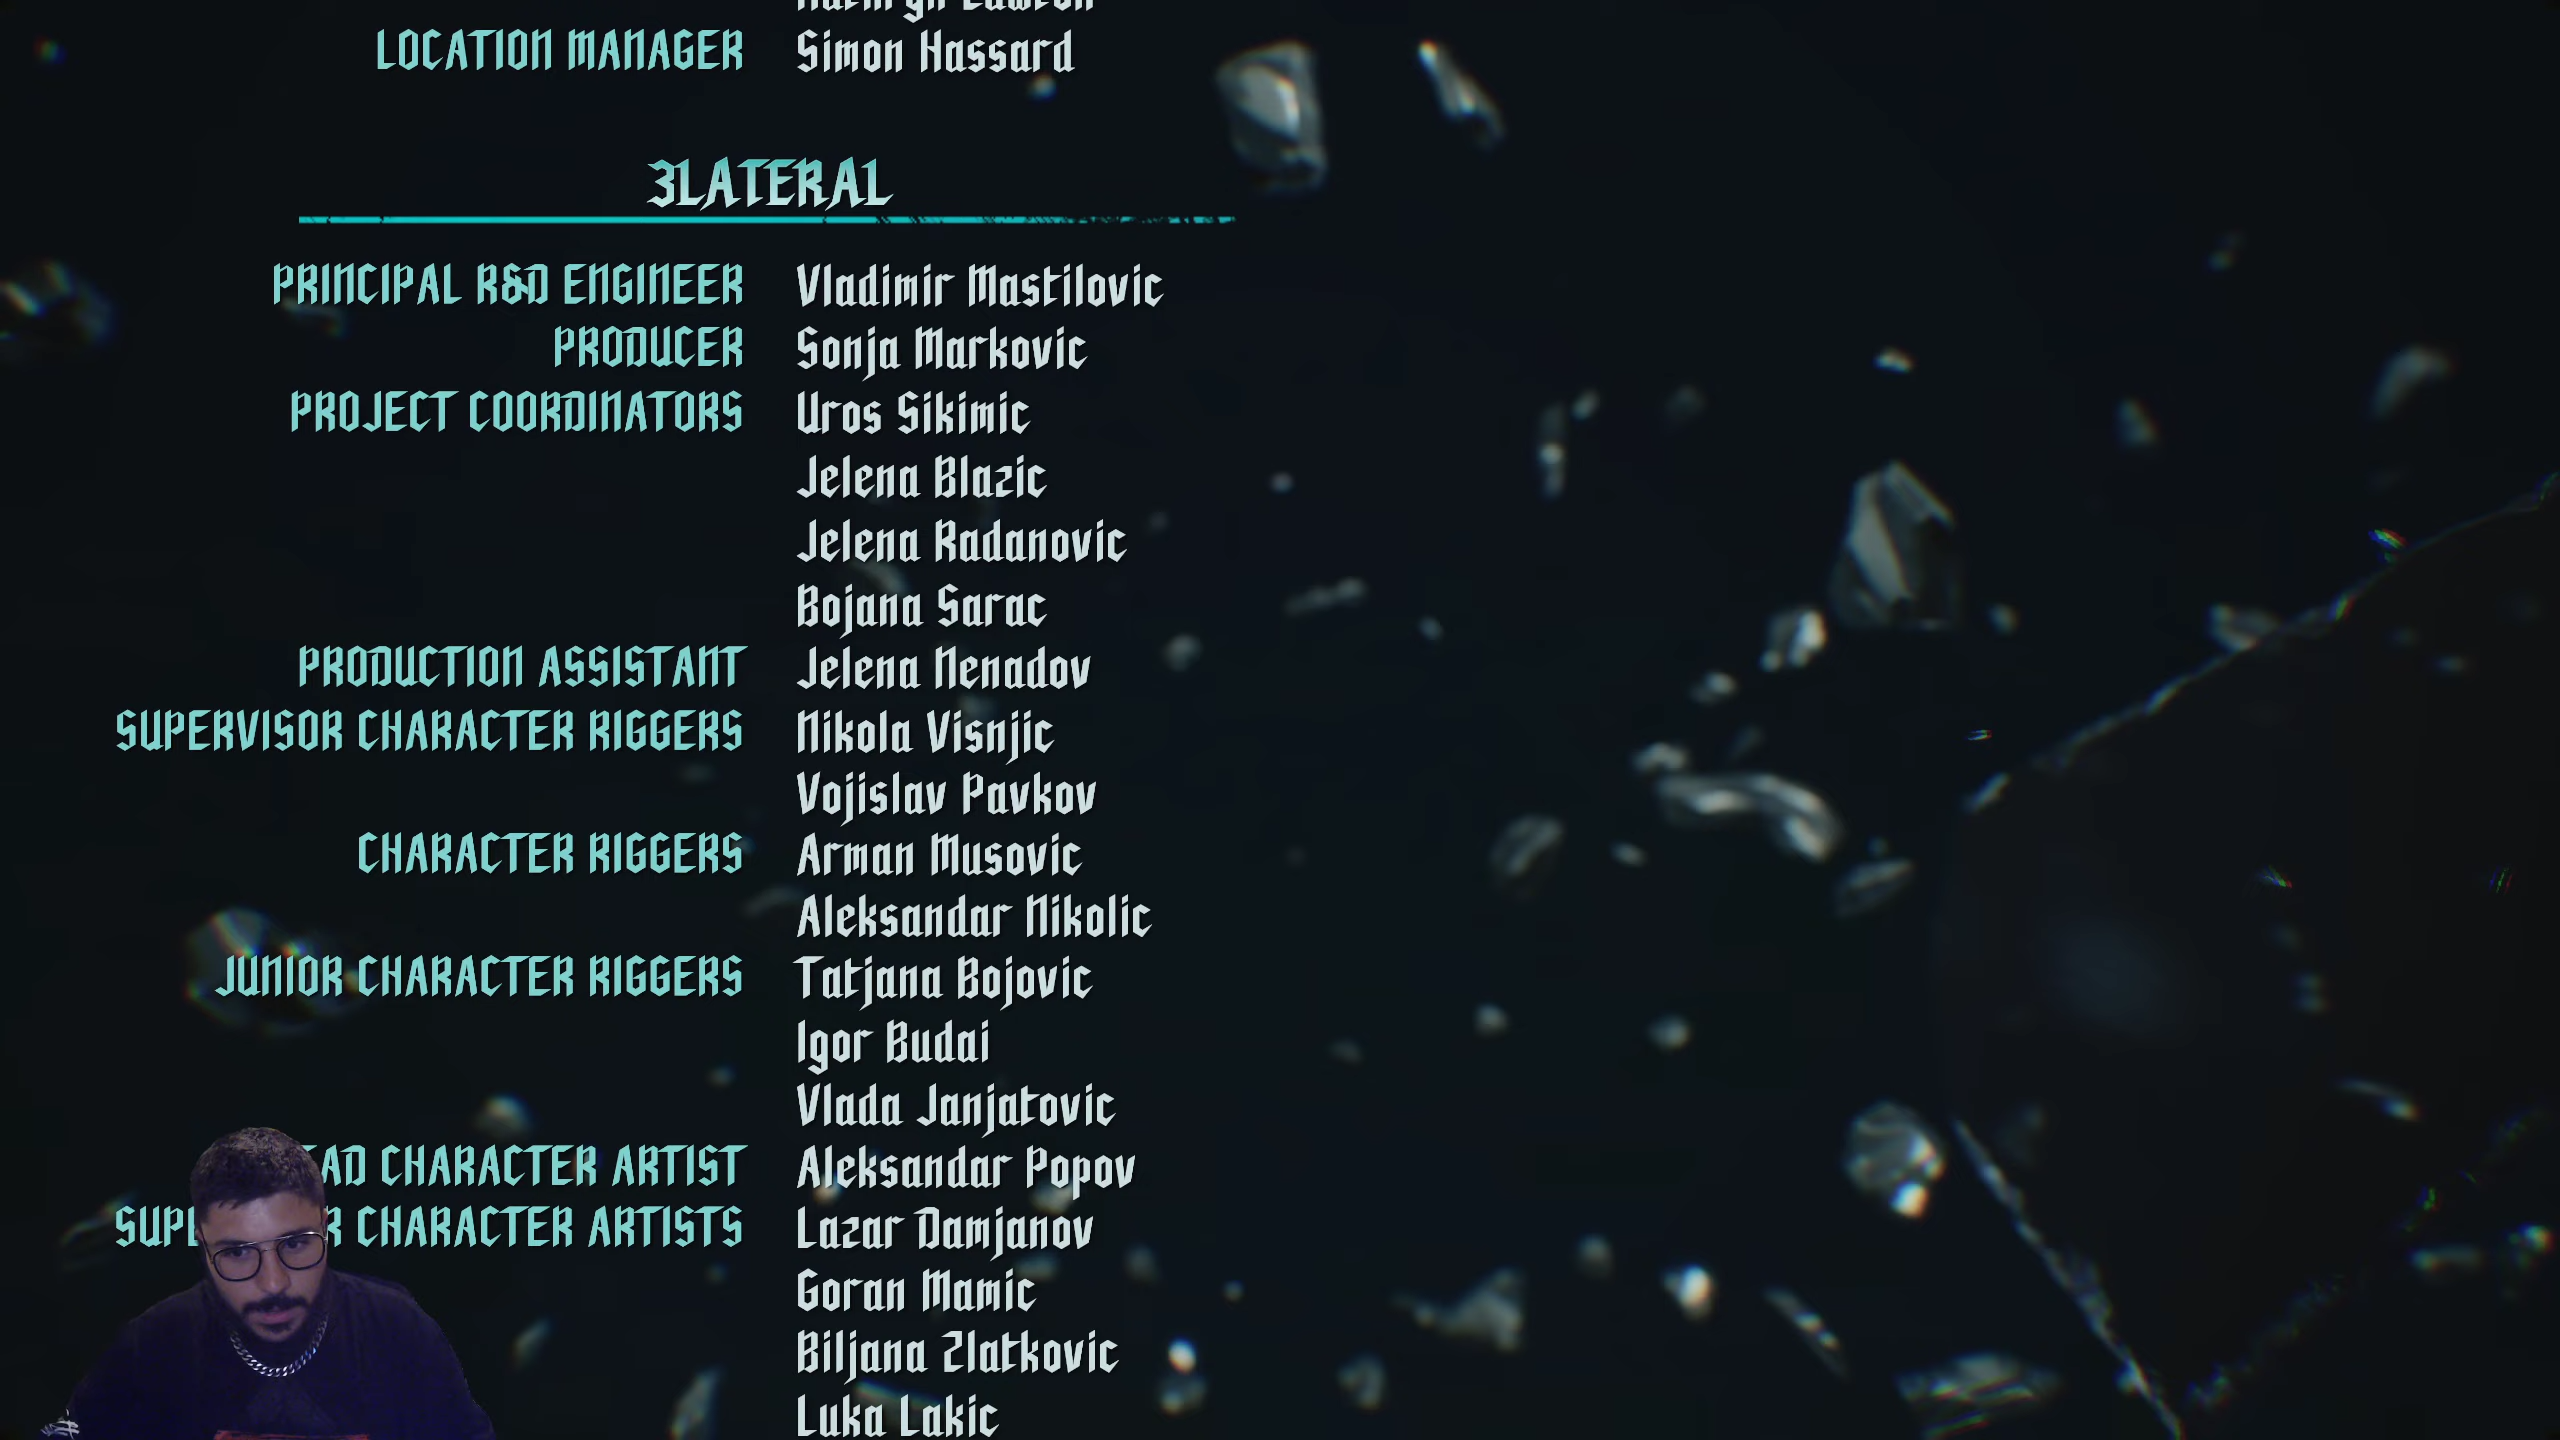 LOCATION MANAGER Simon Hassard
3LATERAL
PRINCIPAL R&D ENGINEER Vladimir Mastilovic
PRODUCER Sonja Markovic
PROJECT COORDINATORS Uros Sikimic
Jelena Blazic
Jelena Radanovic
Bojana Sarac
PRODUCTION ASSISTANT Jelena Nenadov
SUPERVISOR CHARACTER RIGGERS Nikola Visnjic
Vojislav Pavkov
CHARACTER RIGGERS Arman Musovic
Aleksandar Nikolic
JUNIOR CHARACTER RIGGERS Tatjana Bojovic
Igor Budai
Vlada Janjatovic
CHARACTER ARTIST Aleksandar Popov
CHARACTER ARTISTS Lazar Damjanov
Goran Mamic
Biljana Zlatkovic
Luka Lakic